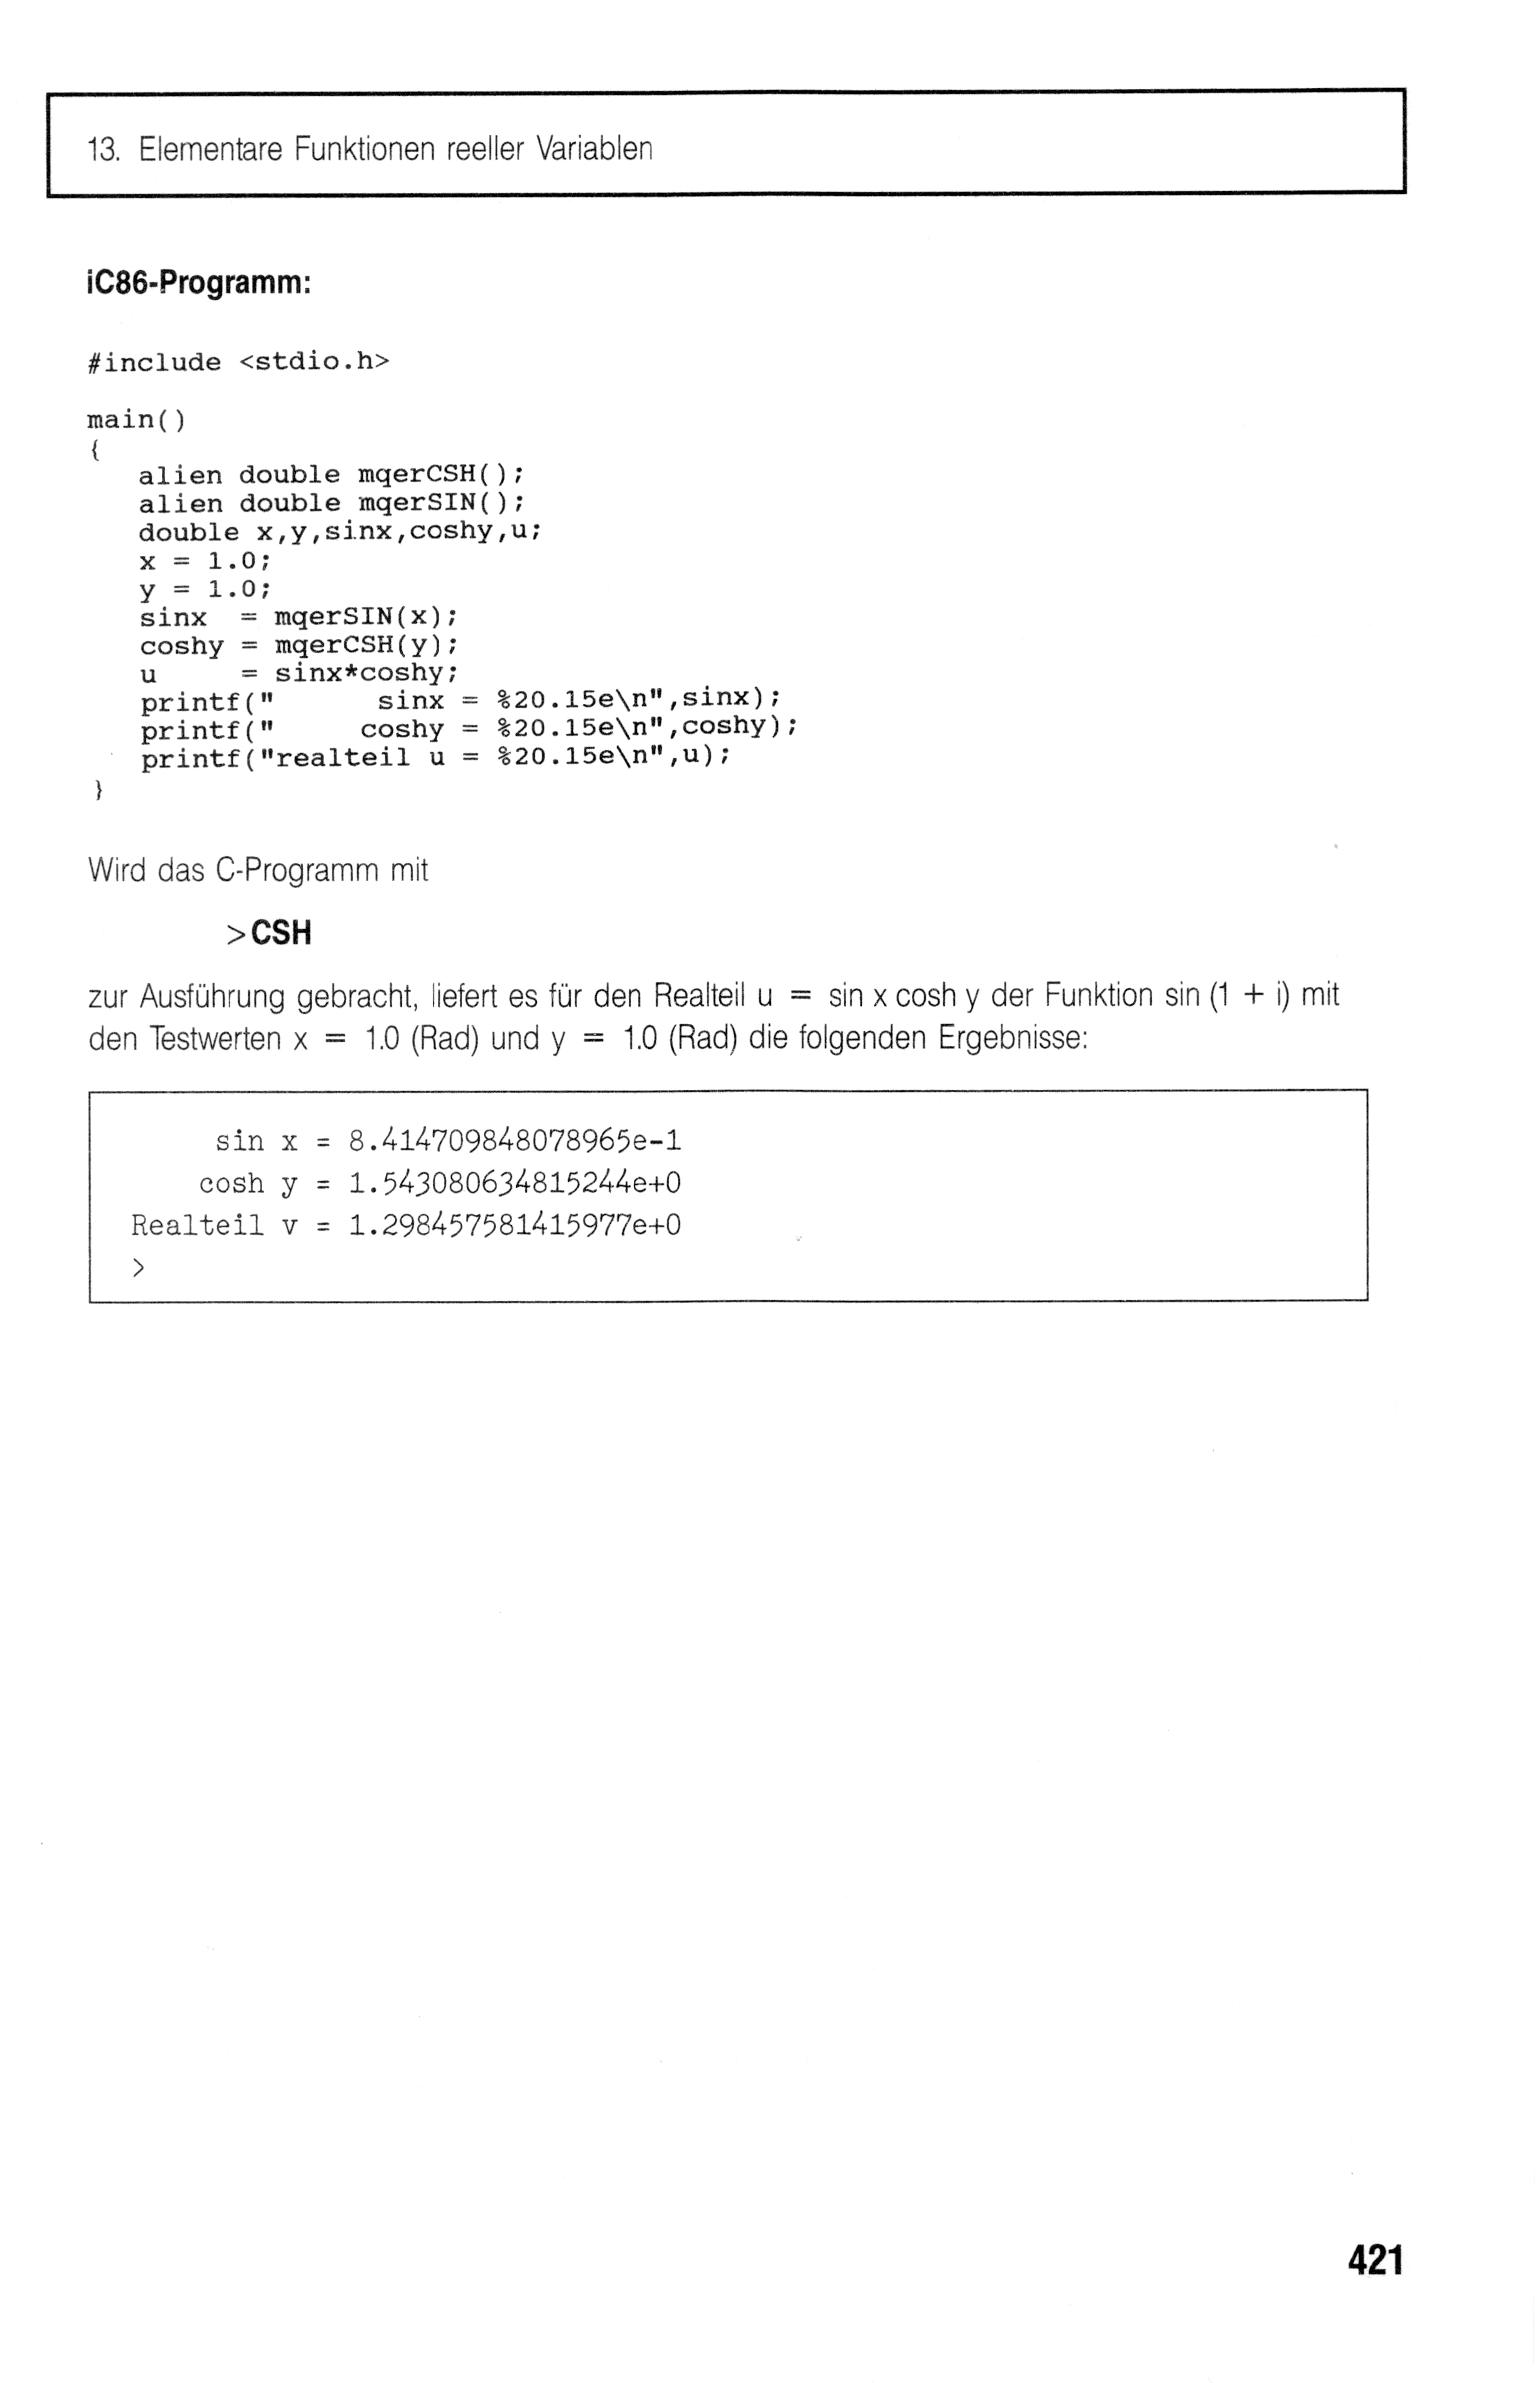 13. Elementare Funktionen reeller Variablen
iC86-Programm:
#include <stdio.h>
main()
{
   alien double mqerCSH();
   alien double mqerSIN();
   double x,y,sinx,coshy,u;
   x = 1.0;
   y = 1.0;
   sinx  = mqerSIN(x);
   coshy = mqerCSH(y);
   u     = sinx*coshy;
   printf("      sinx = %20.15e\n",sinx);
   printf("     coshy = %20.15e\n",coshy);
   printf("realteil u = %20.15e\n",u);
}
Wird das C-Programm mit
>CSH
zur Ausführung gebracht, liefert es für den Realteil u = sin x cosh y der Funktion sin (1 + i) mit
den Testwerten x = 1.0 (Rad) und y = 1.0 (Rad) die folgenden Ergebnisse:
     sin x = 8.414709848078965e-1
    cosh y = 1.543080634815244e+0
Realteil v = 1.298457581415977e+0
>
421